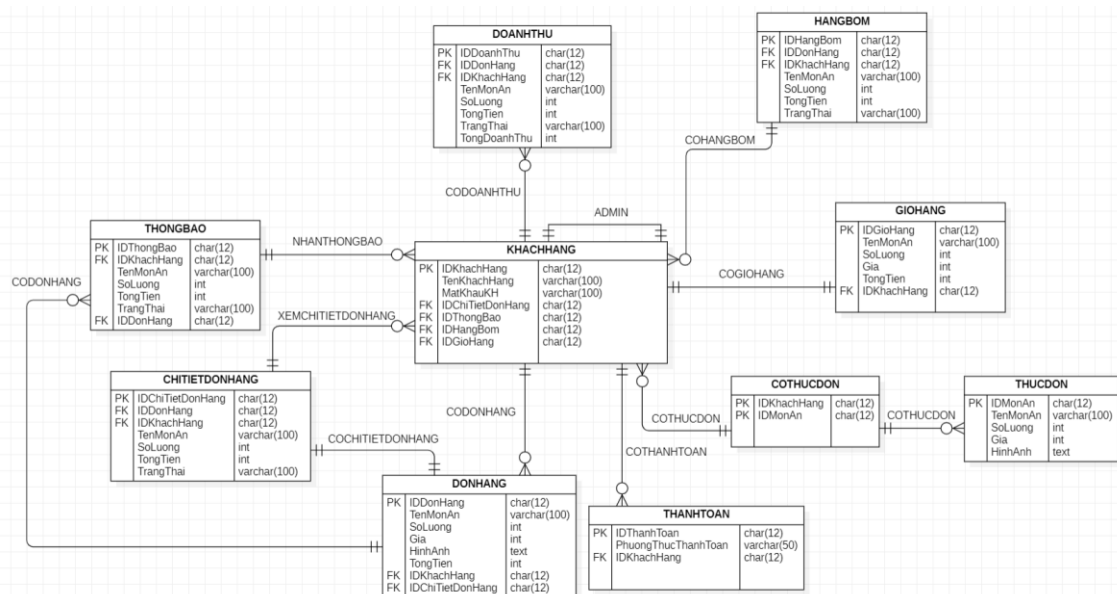 DOANHTHU
PK IDDoanhThu char(12)
FK IDDonHang char(12)
FK IDKhachHang char(12)
TenMonAn varchar(100)
SoLuong int
TongTien int
TrangThai varchar(100)
TongDoanhThu int
HANGBOM
PK IDHangBom char(12)
FK IDDonHang char(12)
FK IDKhachHang char(12)
TenMonAn varchar(100)
SoLuong int
TongTien int
TrangThai varchar(100)
COHANGBOM
CODOANHTHU
ADMIN
GIOHANG
PK IDGioHang char(12)
TenMonAn varchar(100)
SoLuong int
Gia int
TongTien int
FK IDKhachHang char(12)
THONGBAO
PK IDThongBao char(12)
FK IDKhachHang char(12)
TenMonAn varchar(100)
SoLuong int
TongTien int
TrangThai varchar(100)
FK IDDonHang char(12)
NHANTHONGBAO
CODONHANG
KHACHHANG
PK IDKhachHang char(12)
TenKhachHang varchar(100)
MatKhauKH varchar(100)
FK IDChiTietDonHang char(12)
FK IDThongBao char(12)
FK IDHangBom char(12)
FK IDGioHang char(12)
COGIOHANG
XEMCHITIETDONHANG
CHITIETDONHANG
PK IDChiTietDonHang char(12)
FK IDDonHang char(12)
FK IDKhachHang char(12)
TenMonAn varchar(100)
SoLuong int
TongTien int
TrangThai varchar(100)
COCHITIETDONHANG
CODONHANG
COTHUCDON
COTHANHTOAN
COTHUCDON
PK IDKhachHang char(12)
PK IDMonAn char(12)
COTHUCDON
THUCDON
PK IDMonAn char(12)
TenMonAn varchar(100)
SoLuong int
Gia int
HinhAnh text
DONHANG
PK IDDonHang char(12)
TenMonAn varchar(100)
SoLuong int
Gia int
HinhAnh text
TongTien int
FK IDKhachHang char(12)
FK IDChiTietDonHang char(12)
THANHTOAN
PK IDThanhToan char(12)
PhuongThucThanhToan varchar(50)
FK IDKhachHang char(12)